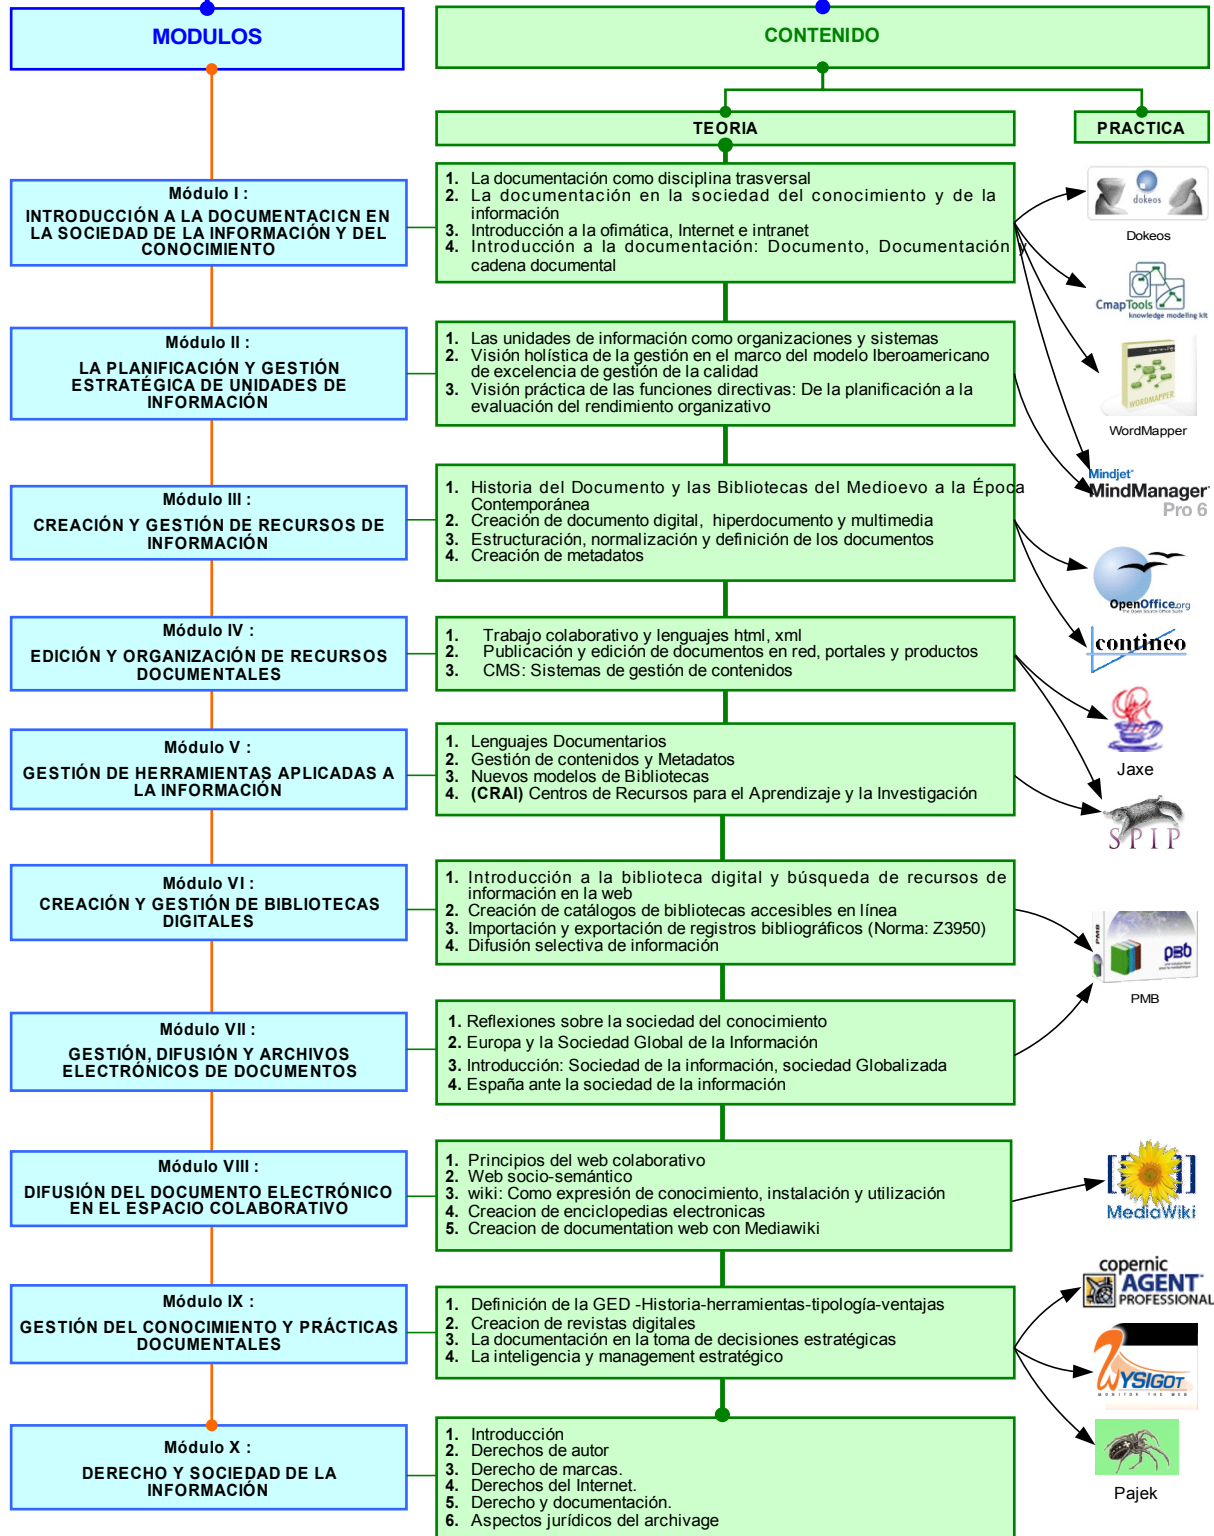 MODULOS
CONTENIDO
TEORIA
PRACTICA
Módulo I :
INTRODUCCIÓN A LA DOCUMENTACICN EN
LA SOCIEDAD DE LA INFORMACIÓN Y DEL
CONOCIMIENTO
1. La documentación como disciplina trasversal
2. La documentación en la sociedad del conocimiento y de la
información
3. Introducción a la ofimática, Internet e intranet
4. Introducción a la documentación: Documento, Documentación y
cadena documental
dokeos
Dokeos
CmapTools
knowledge modeling kit
WORDMAPPER
WordMapper
Módulo II :
LA PLANIFICACIÓN Y GESTIÓN
ESTRATÉGICA DE UNIDADES DE
INFORMACIÓN
1. Las unidades de información como organizaciones y sistemas
2. Visión holística de la gestión en el marco del modelo Iberoamericano
de excelencia de gestión de la calidad
3. Visión práctica de las funciones directivas: De la planificación a la
evaluación del rendimiento organizativo
Mindjet
MindManager
Pro 6
Módulo III :
CREACIÓN Y GESTIÓN DE RECURSOS DE
INFORMACIÓN
1. Historia del Documento y las Bibliotecas del Medioevo a la Época
Contemporánea
2. Creación de documento digital, hiperdocumento y multimedia
3. Estructuración, normalización y definición de los documentos
4. Creación de metadatos
OpenOffice.org
The Open Source Office Suite
contineo
Módulo IV :
EDICIÓN Y ORGANIZACIÓN DE RECURSOS
DOCUMENTALES
1. Trabajo colaborativo y lenguajes html, xml
2. Publicación y edición de documentos en red, portales y productos
3. CMS: Sistemas de gestión de contenidos
Jaxe
Módulo V :
GESTIÓN DE HERRAMIENTAS APLICADAS A
LA INFORMACIÓN
1. Lenguajes Documentarios
2. Gestión de contenidos y Metadatos
3. Nuevos modelos de Bibliotecas
4. (CRAI) Centros de Recursos para el Aprendizaje y la Investigación
SPIP
Módulo VI :
CREACIÓN Y GESTIÓN DE BIBLIOTECAS
DIGITALES
1. Introducción a la biblioteca digital y búsqueda de recursos de
información en la web
2. Creación de catálogos de bibliotecas accesibles en línea
3. Importación y exportación de registros bibliográficos (Norma: Z3950)
4. Difusión selectiva de información
PMB
PMB
Módulo VII :
GESTIÓN, DIFUSIÓN Y ARCHIVOS
ELECTRÓNICOS DE DOCUMENTOS
1. Reflexiones sobre la sociedad del conocimiento
2. Europa y la Sociedad Global de la Información
3. Introducción: Sociedad de la información, sociedad Globalizada
4. España ante la sociedad de la información
Módulo VIII :
DIFUSIÓN DEL DOCUMENTO ELECTRÓNICO
EN EL ESPACIO COLABORATIVO
1. Principios del web colaborativo
2. Web socio-semántico
3. wiki: Como expresión de conocimiento, instalación y utilización
4. Creacion de enciclopedias electronicas
5. Creacion de documentation web con Mediawiki
MediaWiki
Módulo IX :
GESTIÓN DEL CONOCIMIENTO Y PRÁCTICAS
DOCUMENTALES
1. Definición de la GED -Historia-herramientas-tipología-ventajas
2. Creacion de revistas digitales
3. La documentación en la toma de decisiones estratégicas
4. La inteligencia y management estratégico
copernic
AGENT
PROFESSIONAL
WYSIGOT
MONITOR THE WEB
Pajek
Módulo X :
DERECHO Y SOCIEDAD DE LA
INFORMACIÓN
1. Introducción
2. Derechos de autor
3. Derecho de marcas.
4. Derechos del Internet.
5. Derecho y documentación.
6. Aspectos jurídicos del archivage